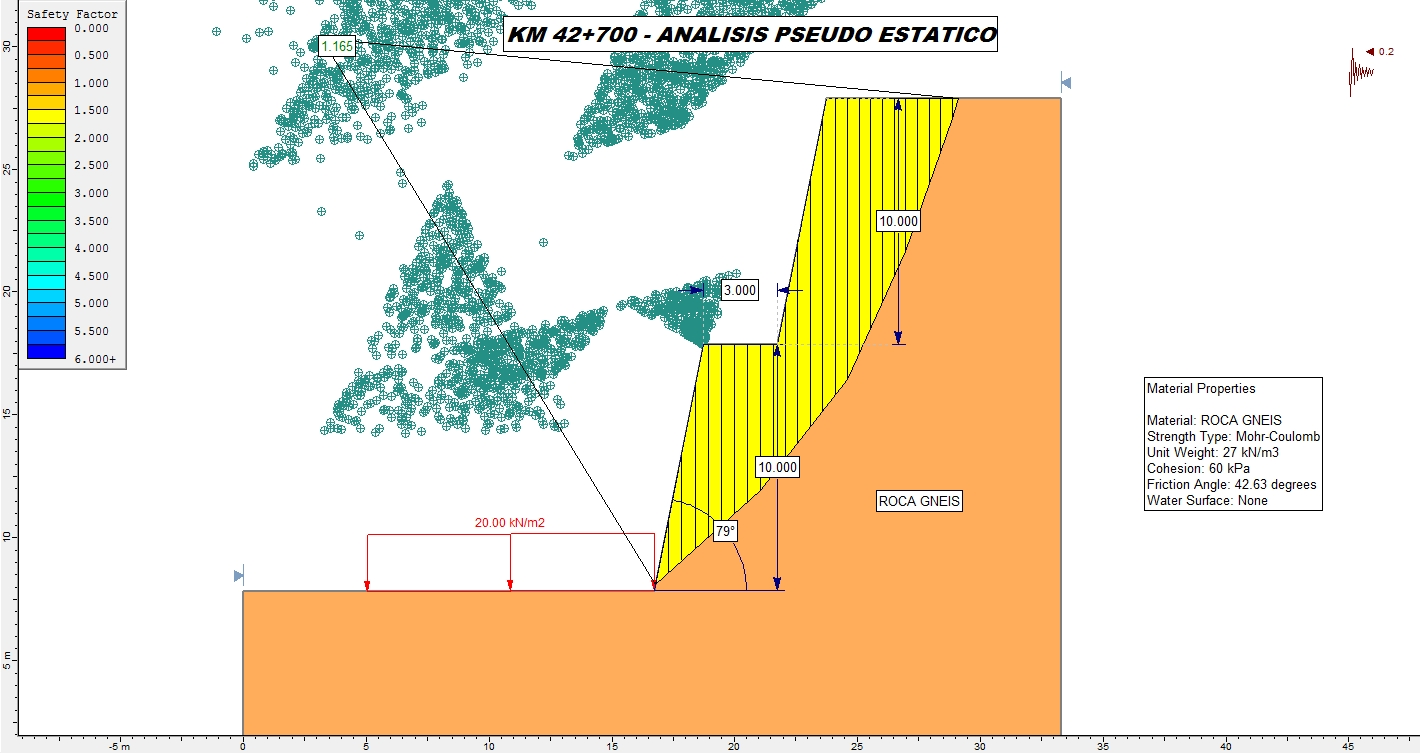 Safety Factor
0.000
0.500
1.000
1.500
2.000
2.500
3.000
3.500
4.000
4.500
5.000
5.500
6.000+
KM 42+700 - ANALISIS PSEUDO ESTATICO
1.165
0.2
10.000
3.000
10.000
79°
20.00 kN/m2
ROCA GNEIS
Material Properties
Material: ROCA GNEIS
Strength Type: Mohr-Coulomb
Unit Weight: 27 kN/m3
Cohesion: 60 kPa
Friction Angle: 42.63 degrees
Water Surface: None
30
25
20
15
10
5 m
-5 m
0
5
10
15
20
25
30
35
40
45